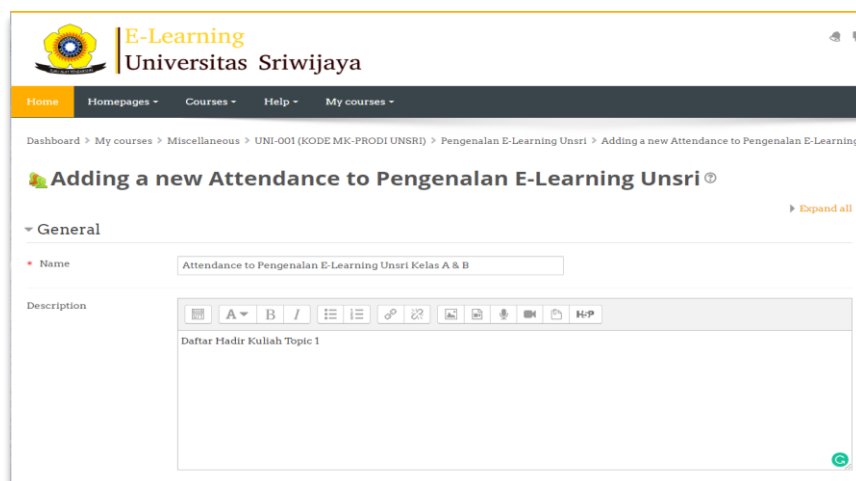 E-Learning
Universitas Sriwijaya
Home Homepages Courses Help My courses
Dashboard > My courses > Miscellaneous > UNI-001 (KODE MK-PRODI UNSRI) > Pengenalan E-Learning Unsri > Adding a new Attendance to Pengenalan E-Learning
Adding a new Attendance to Pengenalan E-Learning Unsri
Expand all
General
* Name
Attendance to Pengenalan E-Learning Unsri Kelas A & B
Description
A B I H-P
Daftar Hadir Kuliah Topic 1